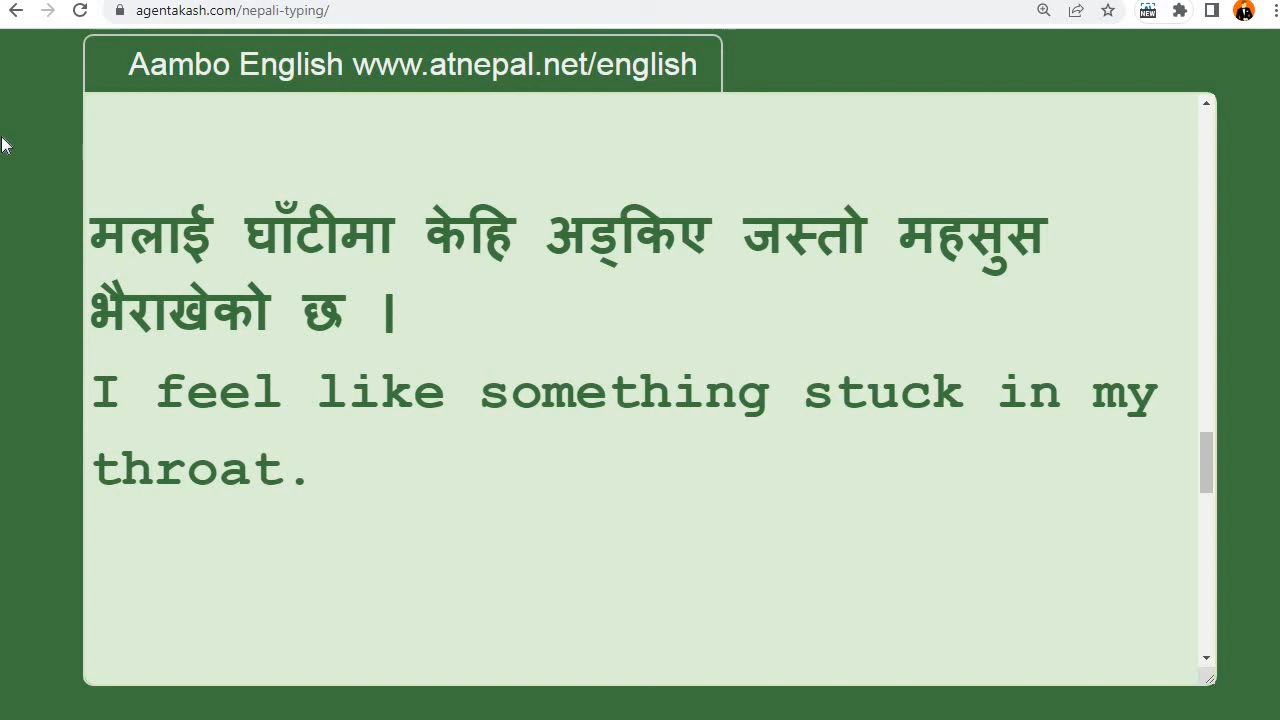 agentakash.com/nepali-typing/
NEW
Aambo English www.atnepal.net/english
मलाई घाँटीमा केहि अड्किए जस्तो महसुस
भैराखेको छ ।
I feel like something stuck in my
throat.